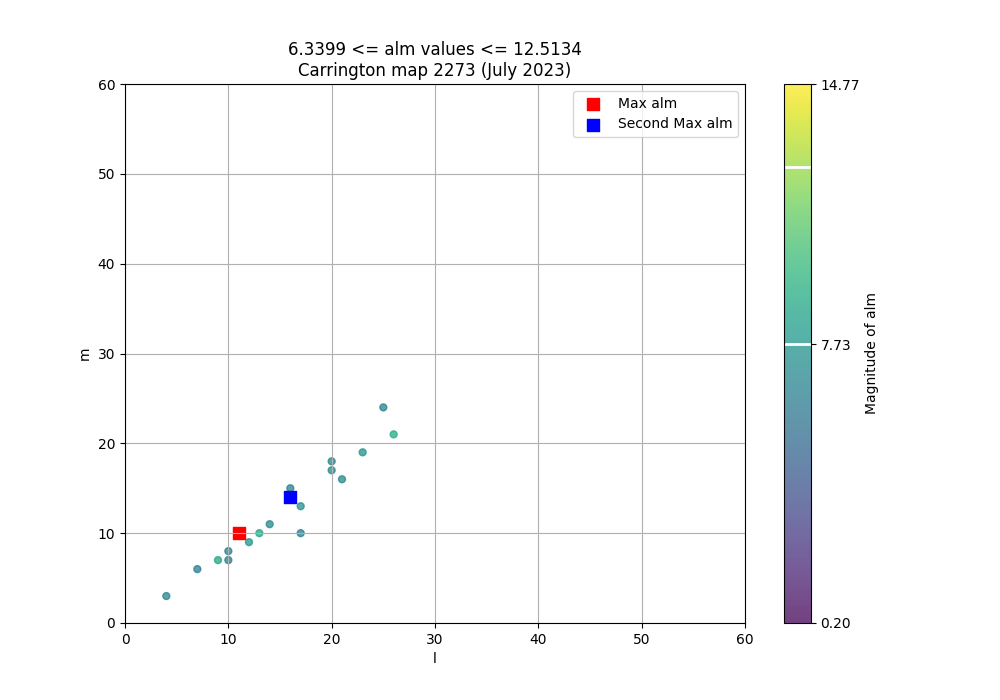 6.3399 <= alm values <= 12.5134
Carrington map 2273 (July 2023)
Max alm
Second Max alm
60
50
40
30
20
10
0
m
0 10 20 30 40 50 60
l
14.77
7.73
0.20
Magnitude of alm